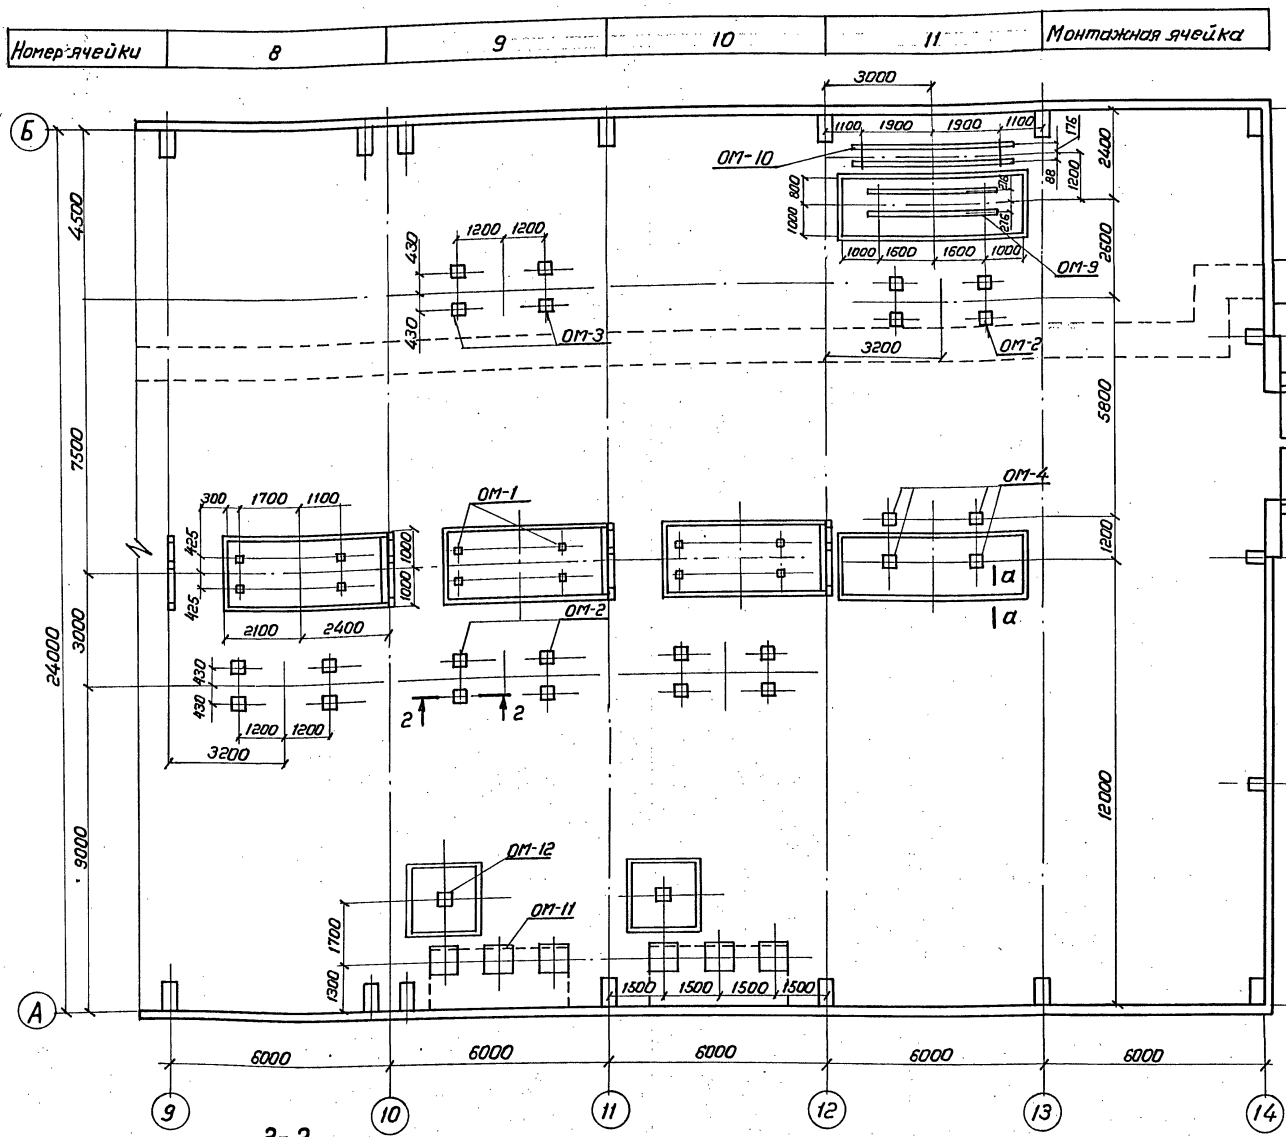 Номер ячейки 8 9 10 11 Монтажная ячейка
3000
Б
1100 1900 1900 1100 176
ОМ-10
2400
4500
800 276 88 1200
1000 276
1200 1200
430
1000 1600 1600 1000 2600
ОМ-9
430
ОМ-3
3200
ОМ-2
5800
7500
300 1700 1100
ОМ-1
ОМ-4
425 1000 1200
425 1000
а
а
ОМ-2
2100 2400
24000
3000
430
430
2 2
1200 1200
3200
12000
9000
ОМ-12
ОМ-11
1700
1300
1500 1500 1500 1500
А
6000 6000 6000 6000 6000
9 10 11 12 13 14
2-2